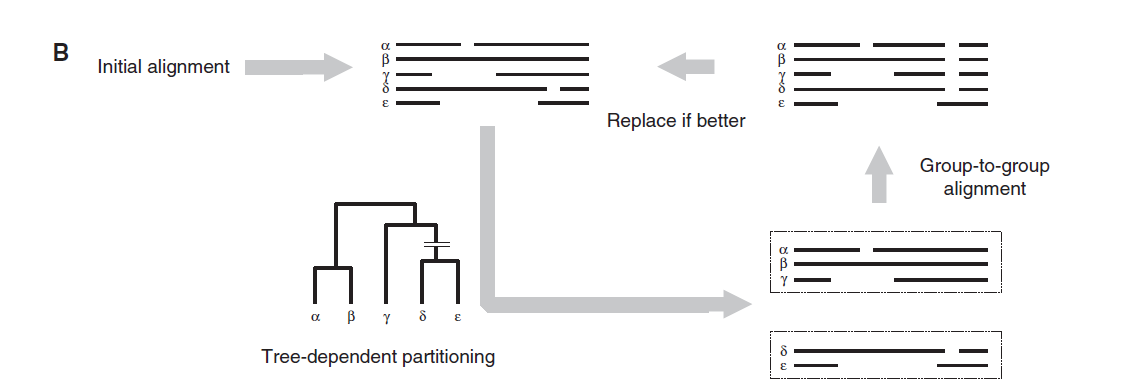 B
Initial alignment
α
β
γ
δ
ε
Replace if better
α
β
γ
δ
ε
Group-to-group
alignment
α
β
γ
δ
ε
α β γ δ ε
Tree-dependent partitioning